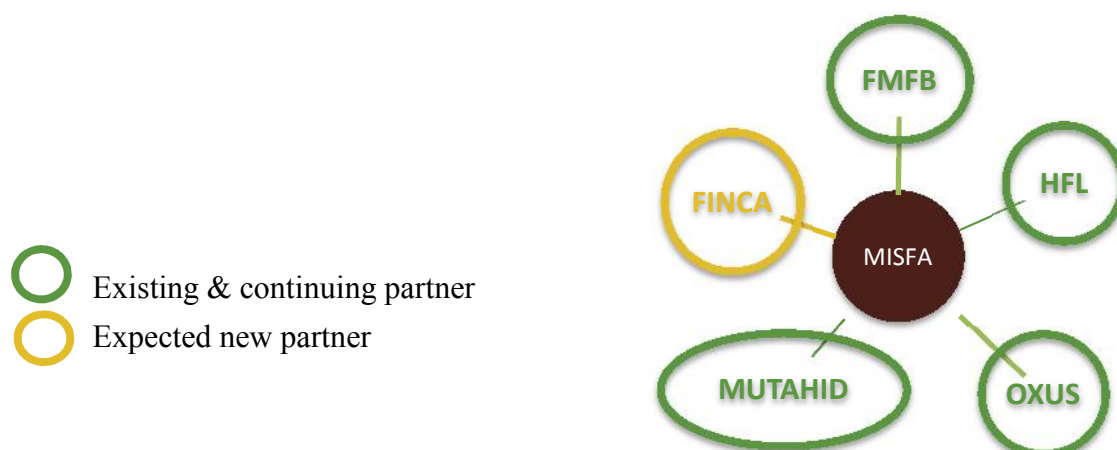 FMFB
HFL
FINCA
MISFA
Existing & continuing partner
Expected new partner
MUTAHID
OXUS